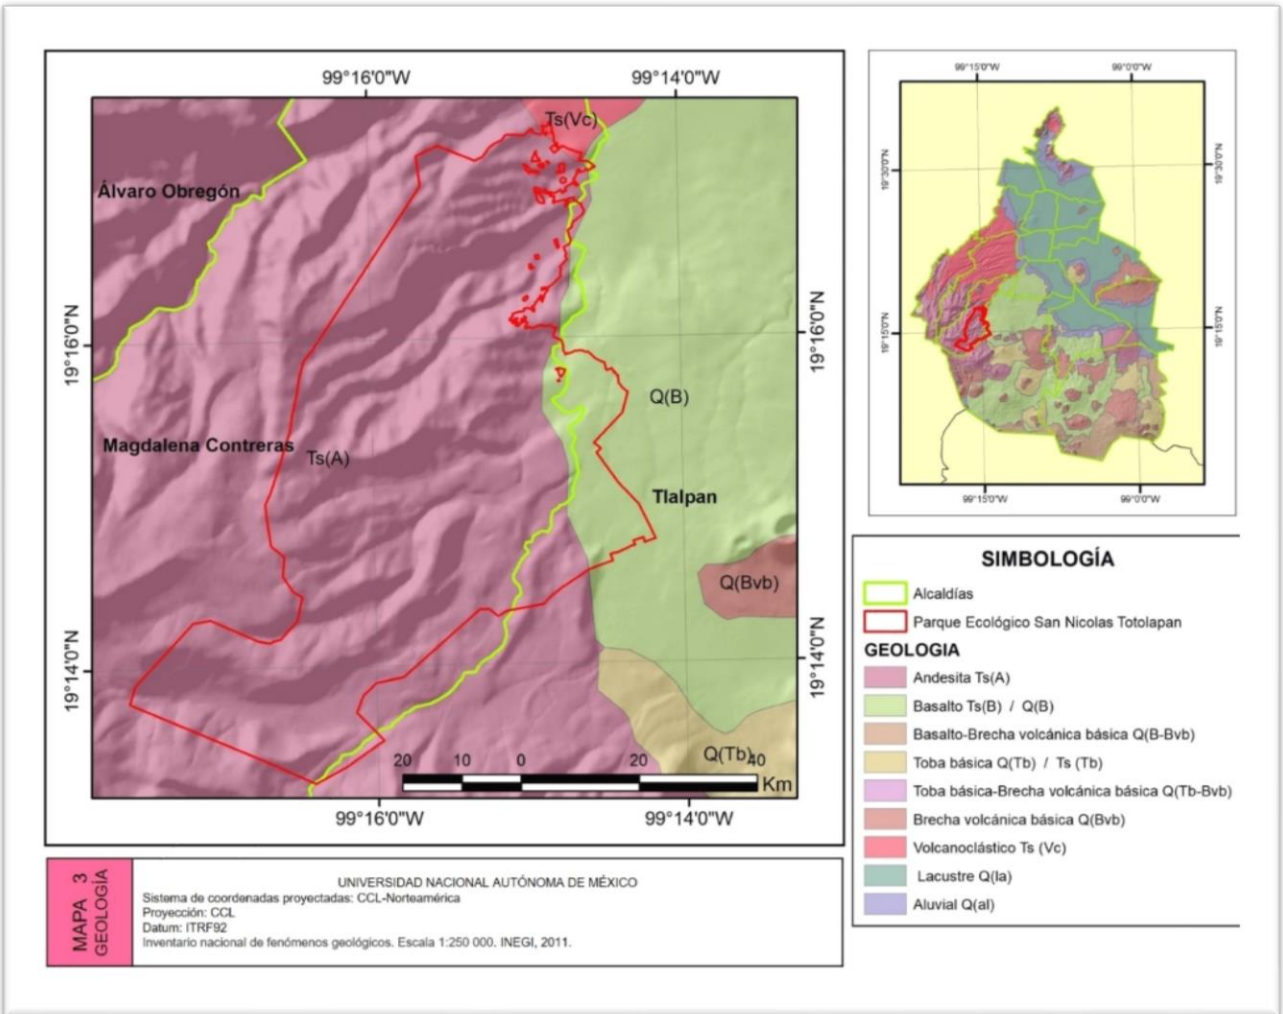 99°16'0"W 99°14'0"W
Ts(Vc)
Álvaro Obregón
19°16'0"N 19°16'0"N
Q(B)
Magdalena Contreras
Ts(A)
Tlalpan
Q(Bvb)
19°14'0"N 19°14'0"N
Q(Tb)
20 10 0 20 40
Km
99°16'0"W 99°14'0"W
99°15'0"W 99°0'0"W
19°30'0"N 19°30'0"N
19°15'0"N 19°15'0"N
99°15'0"W 99°0'0"W
SIMBOLOGÍA
Alcaldías
Parque Ecológico San Nicolas Totolapan
GEOLOGIA
Andesita Ts(A)
Basalto Ts(B) / Q(B)
Basalto-Brecha volcánica básica Q(B-Bvb)
Toba básica Q(Tb) / Ts (Tb)
Toba básica-Brecha volcánica básica Q(Tb-Bvb)
Brecha volcánica básica Q(Bvb)
Volcanoclástico Ts (Vc)
Lacustre Q(la)
Aluvial Q(al)
MAPA 3
GEOLOGÍA
UNIVERSIDAD NACIONAL AUTÓNOMA DE MÉXICO
Sistema de coordenadas proyectadas: CCL-Norteamérica
Proyección: CCL
Datum: ITRF92
Inventario nacional de fenómenos geológicos. Escala 1:250 000. INEGI, 2011.